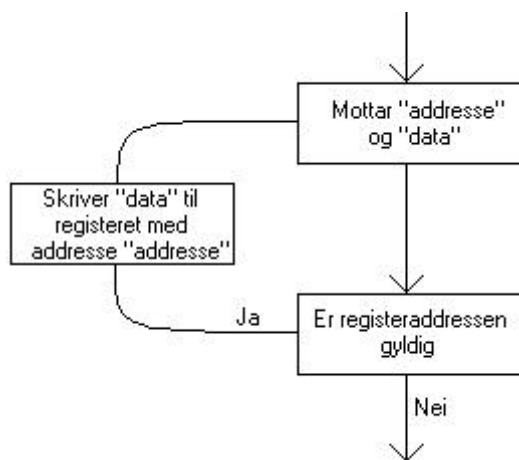 Mottar "addresse"
og "data"
Skriver "data" til
registeret med
addresse "addresse"
Ja
Er registeraddressen
gyldig
Nei